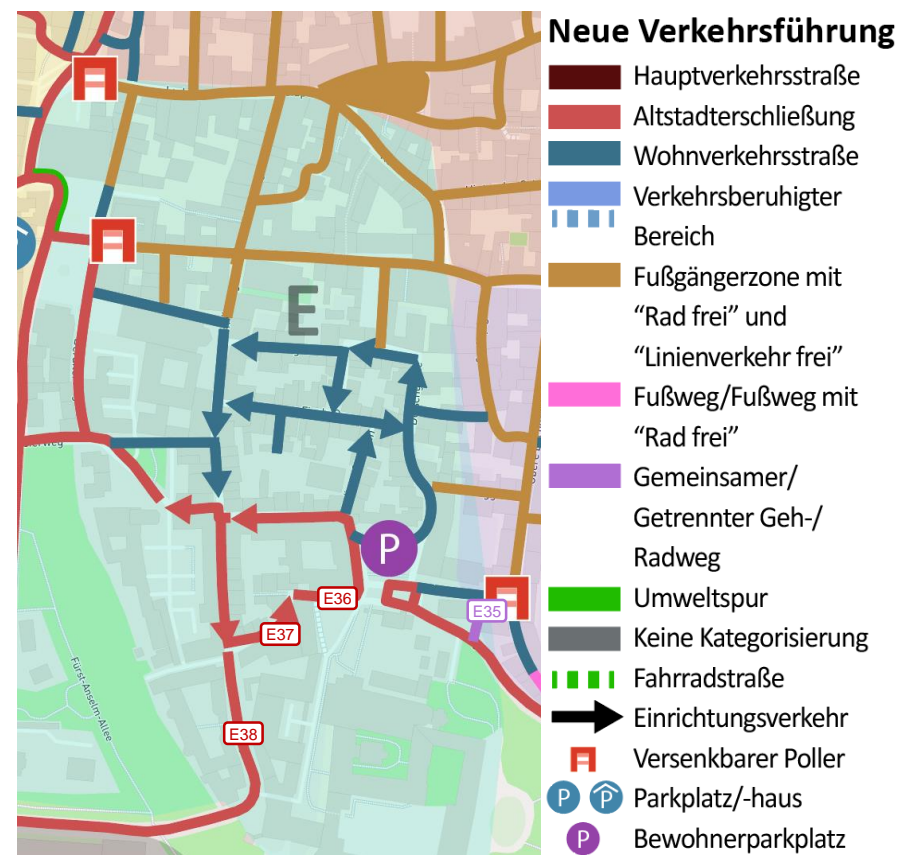 Neue Verkehrsführung
Hauptverkehrsstraße
Altstadterschließung
Wohnverkehrsstraße
Verkehrsberuhigter
Bereich
Fußgängerzone mit
“Rad frei” und
“Linienverkehr frei”
Fußweg/Fußweg mit
“Rad frei”
Gemeinsamer/
Getrennter Geh-/
Radweg
Umweltspur
Keine Kategorisierung
Fahrradstraße
Einrichtungsverkehr
Versenkbarer Poller
P P Parkplatz/-haus
P Bewohnerparkplatz
E
P
E36
E35
E37
E38
Fürst-Anselm-Allee